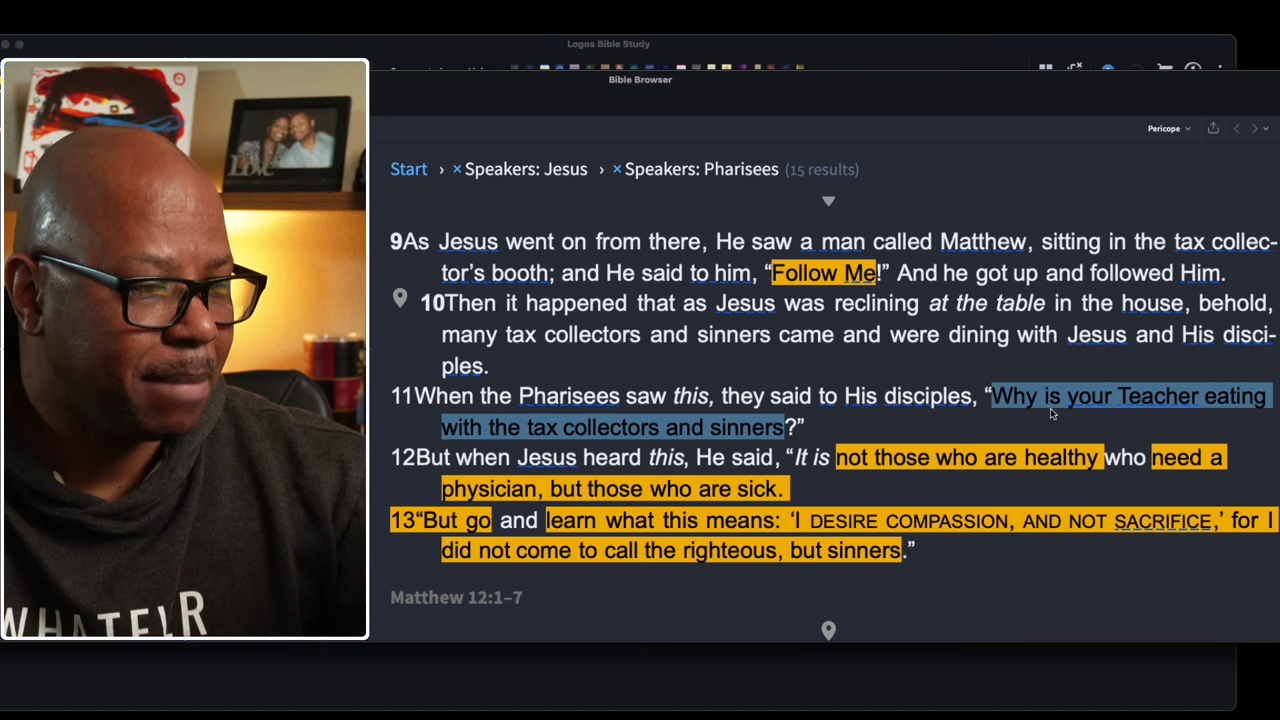 Logos Bible Study
Bible Browser
Pericope
Start › × Speakers: Jesus › × Speakers: Pharisees (15 results)
9As Jesus went on from there, He saw a man called Matthew, sitting in the tax collec-
tor’s booth; and He said to him, “Follow Me!” And he got up and followed Him.
10Then it happened that as Jesus was reclining at the table in the house, behold,
many tax collectors and sinners came and were dining with Jesus and His disci-
ples.
11When the Pharisees saw this, they said to His disciples, “Why is your Teacher eating
with the tax collectors and sinners?”
12But when Jesus heard this, He said, “It is not those who are healthy who need a
physician, but those who are sick.
13“But go and learn what this means: ‘I DESIRE COMPASSION, AND NOT SACRIFICE,’ for I
did not come to call the righteous, but sinners.”
Matthew 12:1–7
Love